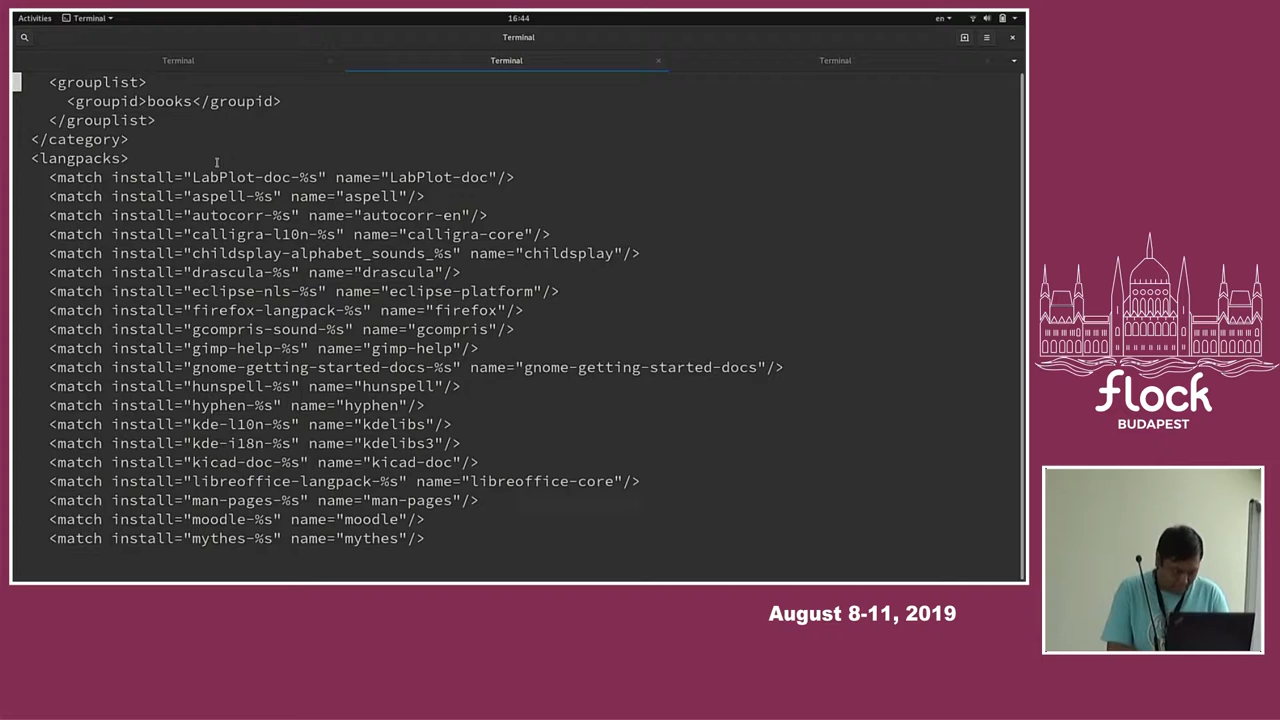 Activities Terminal 16:44 en
Terminal
Terminal Terminal Terminal
<grouplist>
<groupid>books</groupid>
</grouplist>
</category>
<langpacks>
<match install="LabPlot-doc-%s" name="LabPlot-doc"/>
<match install="aspell-%s" name="aspell"/>
<match install="autocorr-%s" name="autocorr-en"/>
<match install="calligra-l10n-%s" name="calligra-core"/>
<match install="childsplay-alphabet_sounds_%s" name="childsplay"/>
<match install="drascula-%s" name="drascula"/>
<match install="eclipse-nls-%s" name="eclipse-platform"/>
<match install="firefox-langpack-%s" name="firefox"/>
<match install="gcompris-sound-%s" name="gcompris"/>
<match install="gimp-help-%s" name="gimp-help"/>
<match install="gnome-getting-started-docs-%s" name="gnome-getting-started-docs"/>
<match install="hunspell-%s" name="hunspell"/>
<match install="hyphen-%s" name="hyphen"/>
<match install="kde-l10n-%s" name="kdelibs"/>
<match install="kde-i18n-%s" name="kdelibs3"/>
<match install="kicad-doc-%s" name="kicad-doc"/>
<match install="libreoffice-langpack-%s" name="libreoffice-core"/>
<match install="man-pages-%s" name="man-pages"/>
<match install="moodle-%s" name="moodle"/>
<match install="mythes-%s" name="mythes"/>
flock
BUDAPEST
August 8-11, 2019